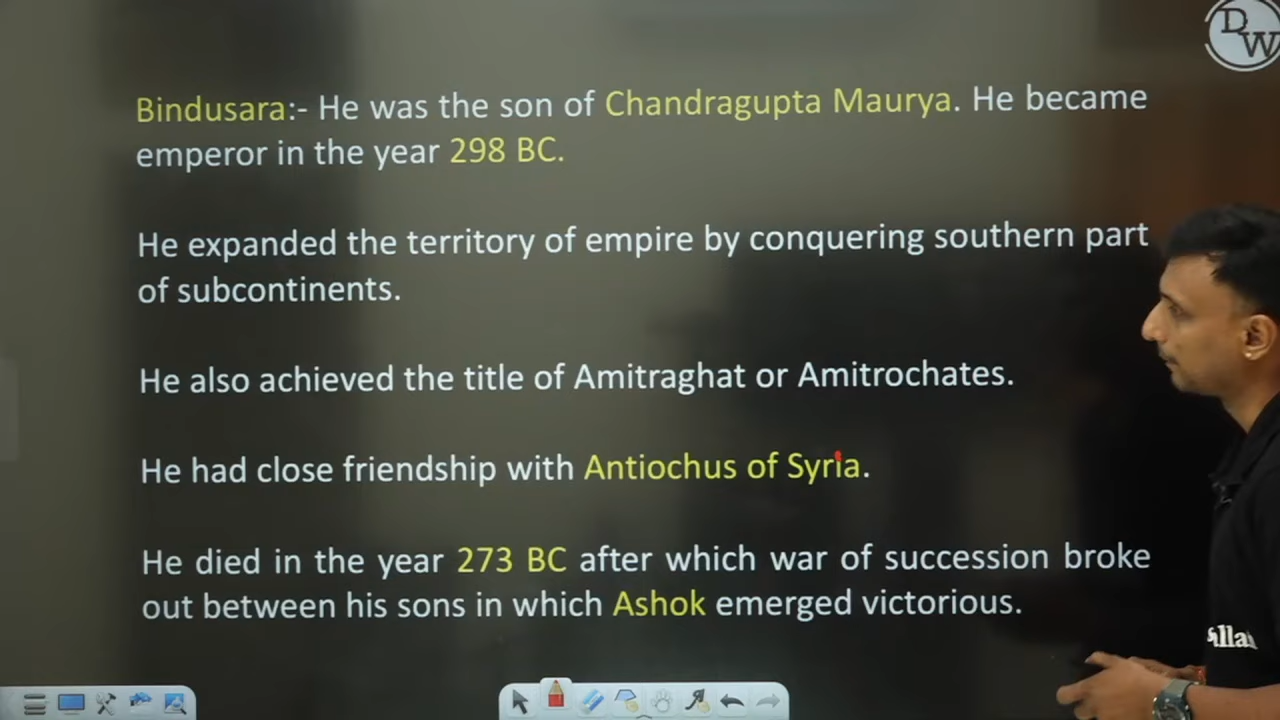 DW
Bindusara:- He was the son of Chandragupta Maurya. He became
emperor in the year 298 BC.
He expanded the territory of empire by conquering southern part
of subcontinents.
He also achieved the title of Amitraghat or Amitrochates.
He had close friendship with Antiochus of Syria.
He died in the year 273 BC after which war of succession broke
out between his sons in which Ashok emerged victorious.